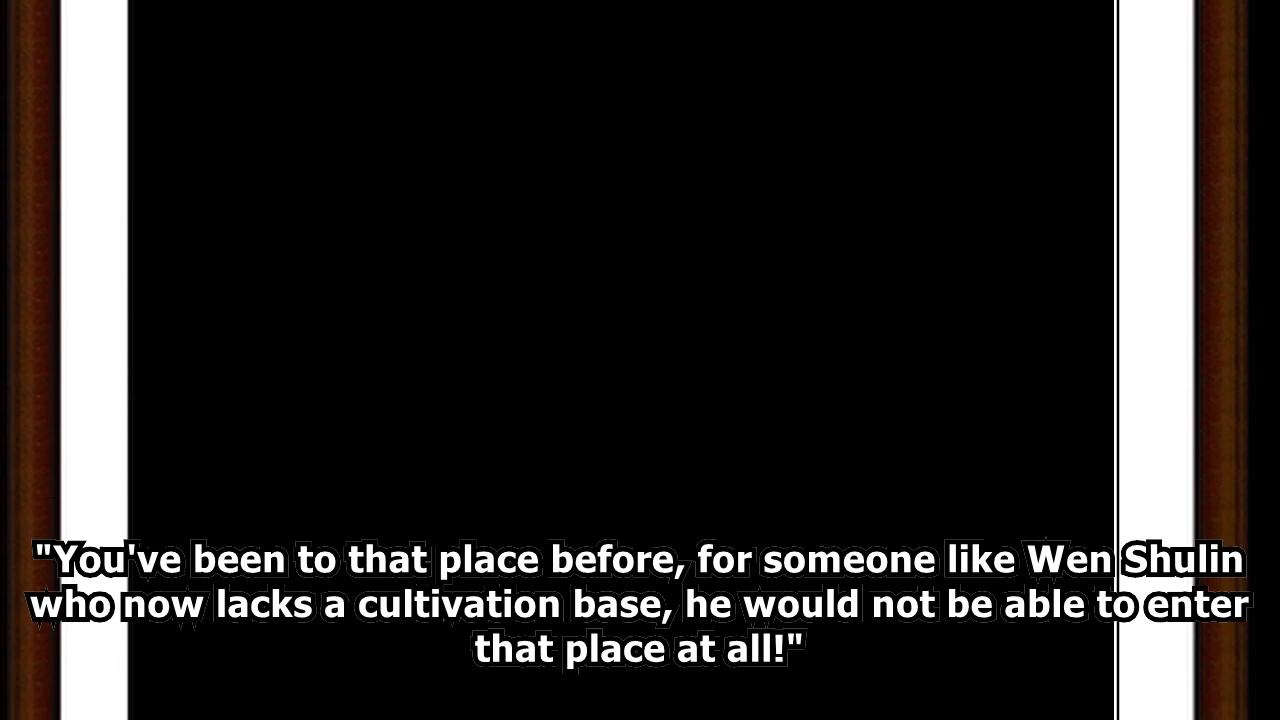 "You've been to that place before, for someone like Wen Shulin
who now lacks a cultivation base, he would not be able to enter
that place at all!"